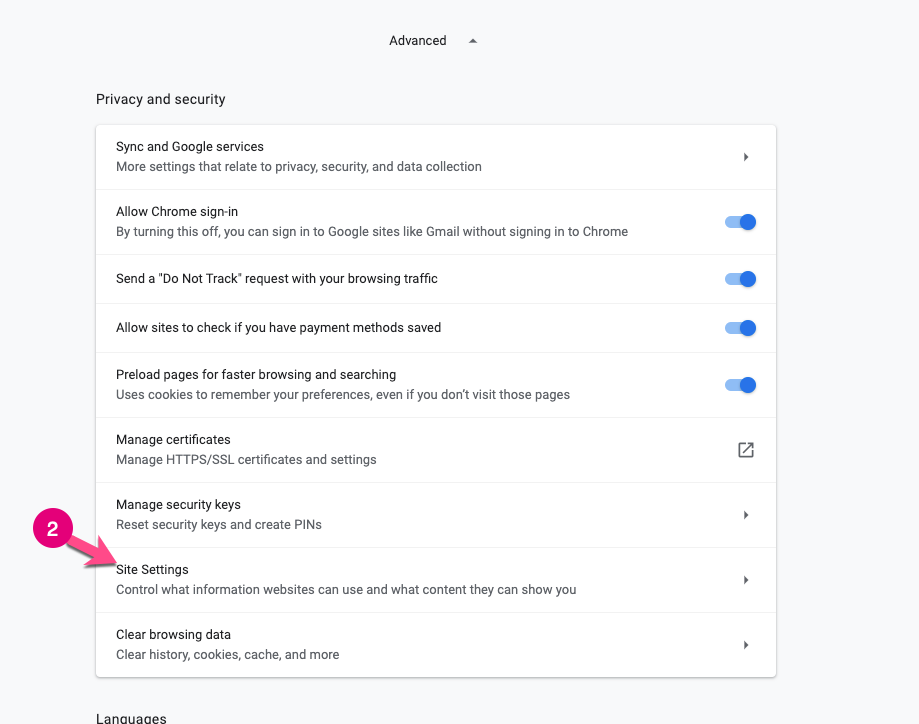 Advanced
Privacy and security
Sync and Google services
More settings that relate to privacy, security, and data collection
Allow Chrome sign-in
By turning this off, you can sign in to Google sites like Gmail without signing in to Chrome
Send a "Do Not Track" request with your browsing traffic
Allow sites to check if you have payment methods saved
Preload pages for faster browsing and searching
Uses cookies to remember your preferences, even if you don’t visit those pages
Manage certificates
Manage HTTPS/SSL certificates and settings
Manage security keys
Reset security keys and create PINs
2
Site Settings
Control what information websites can use and what content they can show you
Clear browsing data
Clear history, cookies, cache, and more
Languages